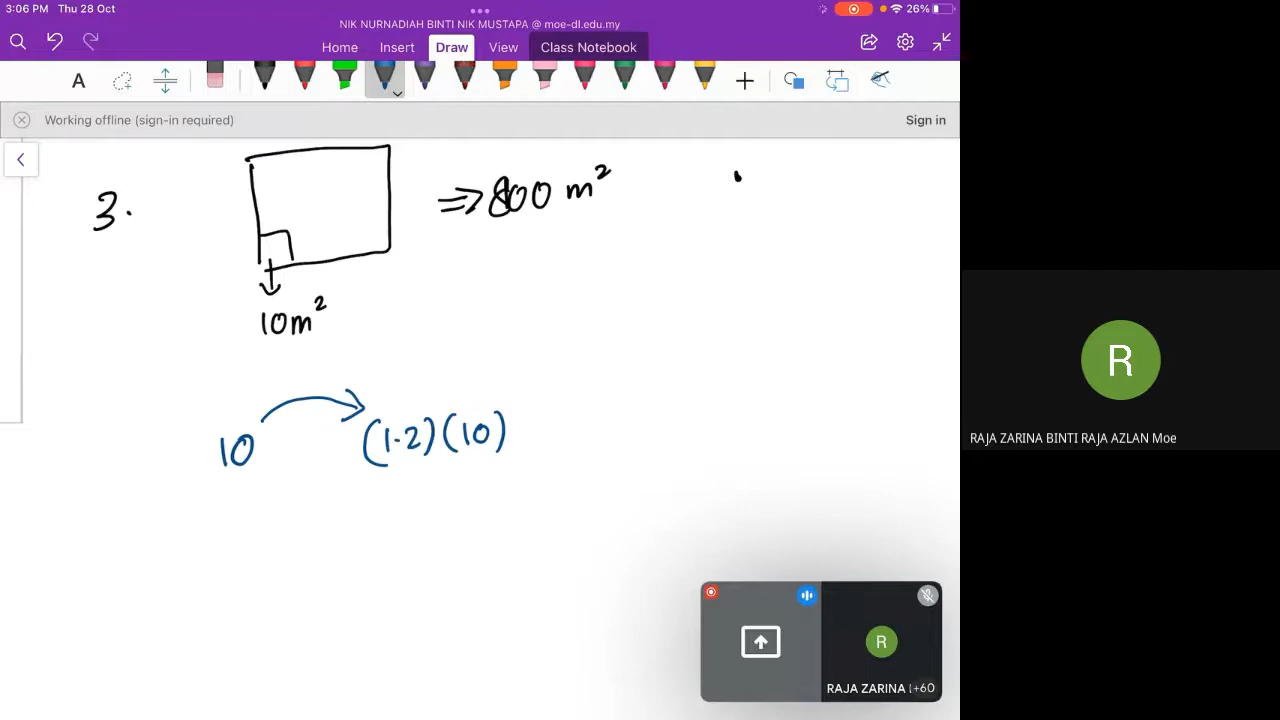 3:06 PM Thu 28 Oct
26%
NIK NURNADIAH BINTI NIK MUSTAPA @ moe-dl.edu.my
Home Insert Draw View Class Notebook
A
Working offline (sign-in required)
Sign in
3.
⇒ 800 m²
10m²
10 (1.2)(10)
R
RAJA ZARINA BINTI RAJA AZLAN Moe
R
RAJA ZARINA
+60